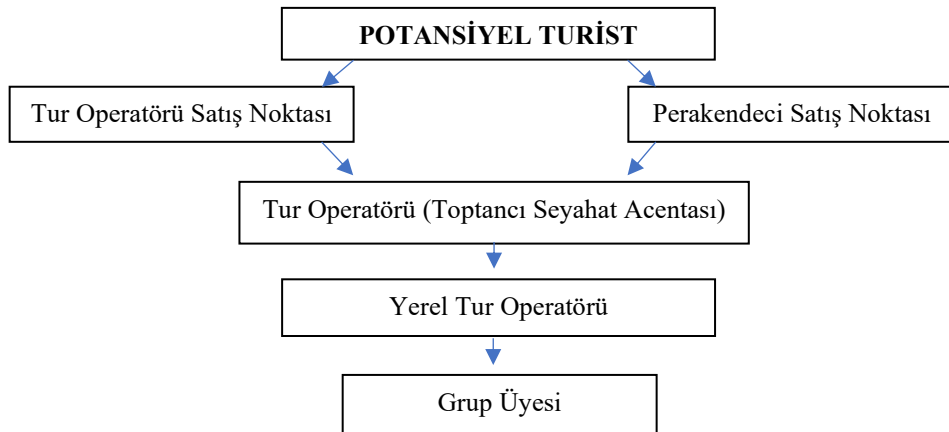 POTANSİYEL TURİST
Tur Operatörü Satış Noktası
Perakendeci Satış Noktası
Tur Operatörü (Toptancı Seyahat Acentası)
Yerel Tur Operatörü
Grup Üyesi